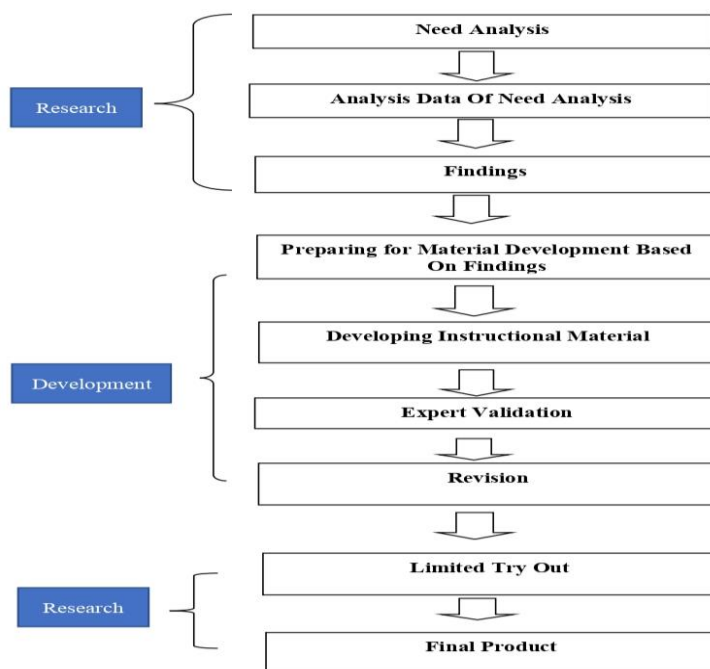 Need Analysis
Research
Analysis Data Of Need Analysis
Findings
Preparing for Material Development Based
On Findings
Developing Instructional Material
Development
Expert Validation
Revision
Limited Try Out
Research
Final Product